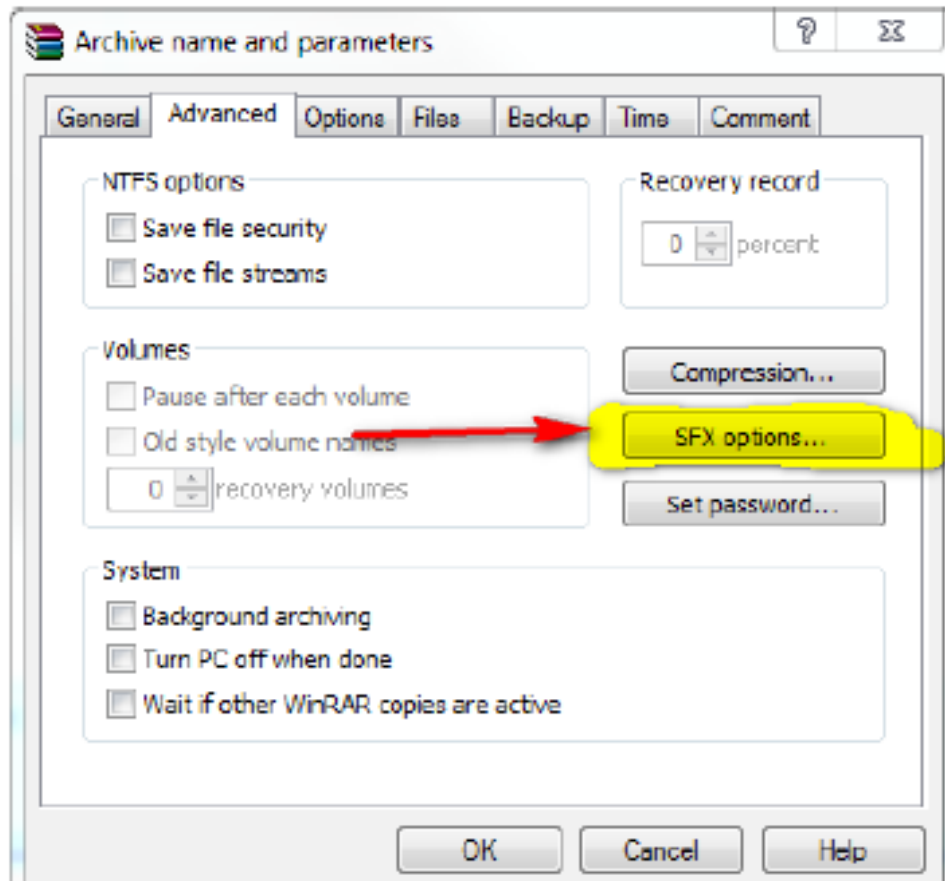 Archive name and parameters
General Advanced Options Files Backup Time Comment
NTFS options
Save file security
Save file streams
Recovery record
0 percent
Volumes
Pause after each volume
Old style volume names
0 recovery volumes
Compression...
SFX options...
Set password...
System
Background archiving
Turn PC off when done
Wait if other WinRAR copies are active
OK Cancel Help